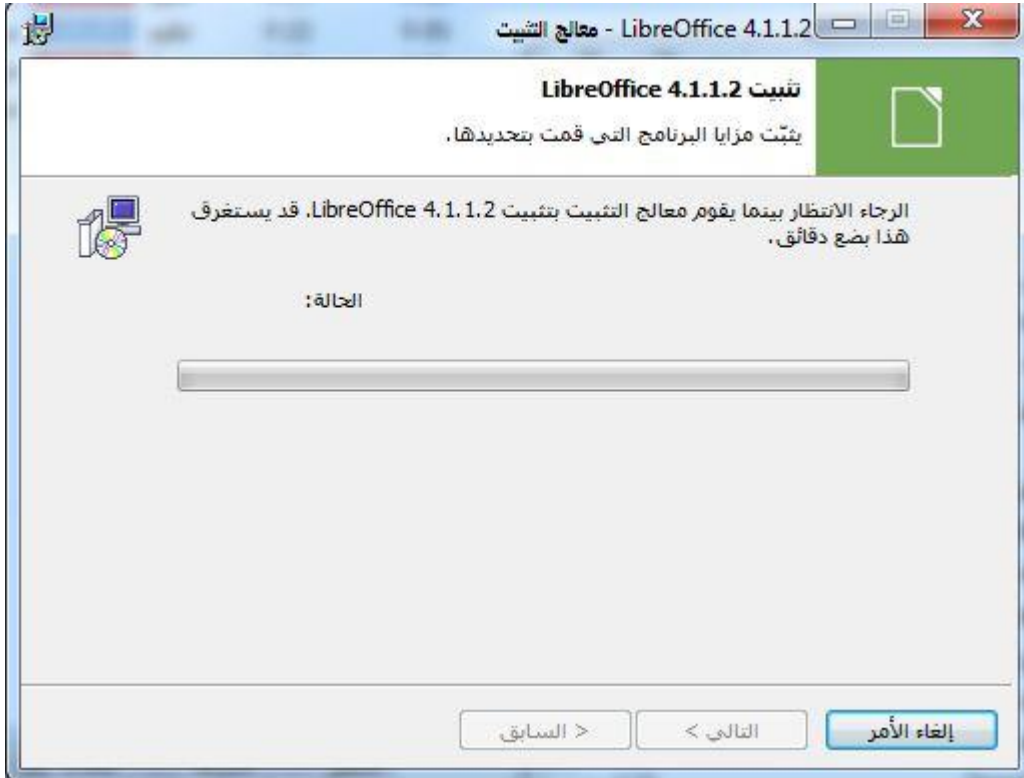 LibreOffice 4.1.1.2 - معالج التثبيت
تثبيت LibreOffice 4.1.1.2
يثبّت مزايا البرنامج التي قمت بتحديدها.
الرجاء الانتظار بينما يقوم معالج التثبيت بتثبيت LibreOffice 4.1.1.2. قد يستغرق
هذا بضع دقائق.
الحالة:
إلغاء الأمر
التالي >
< السابق